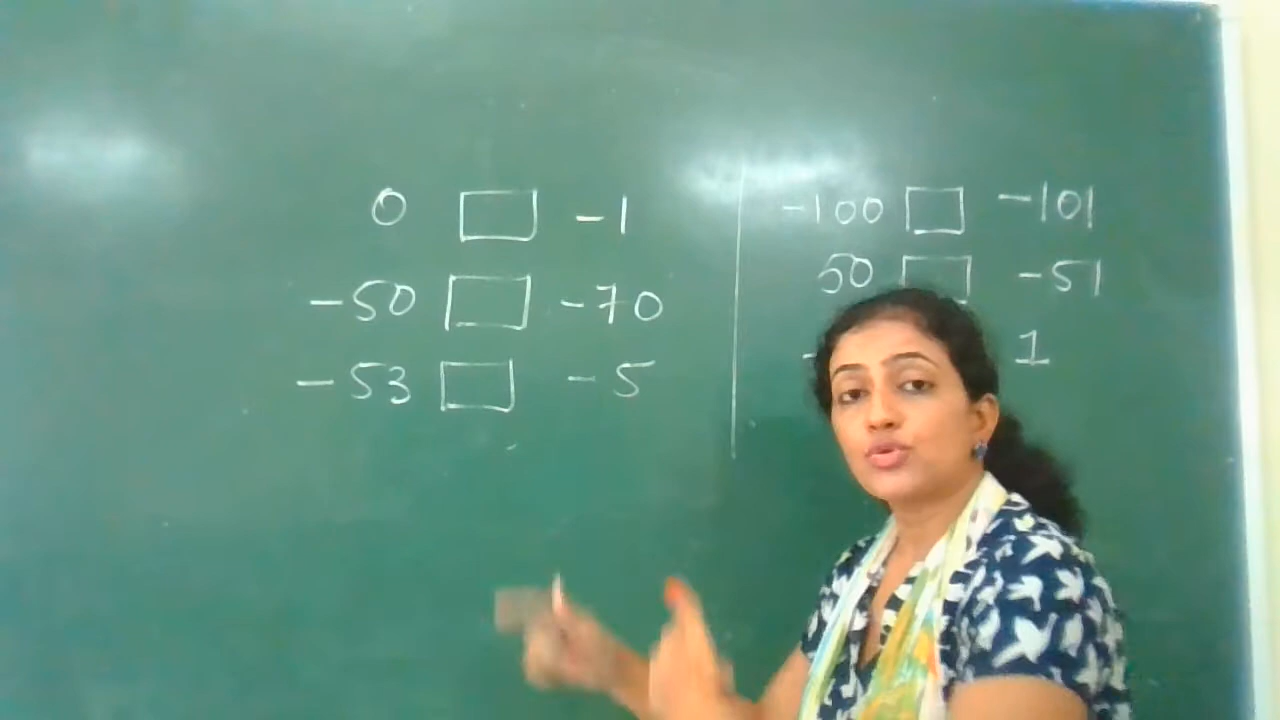 0 □ -1
-50 □ -70
-53 □ -5
-100 □ -101
50 □ -51
- 1